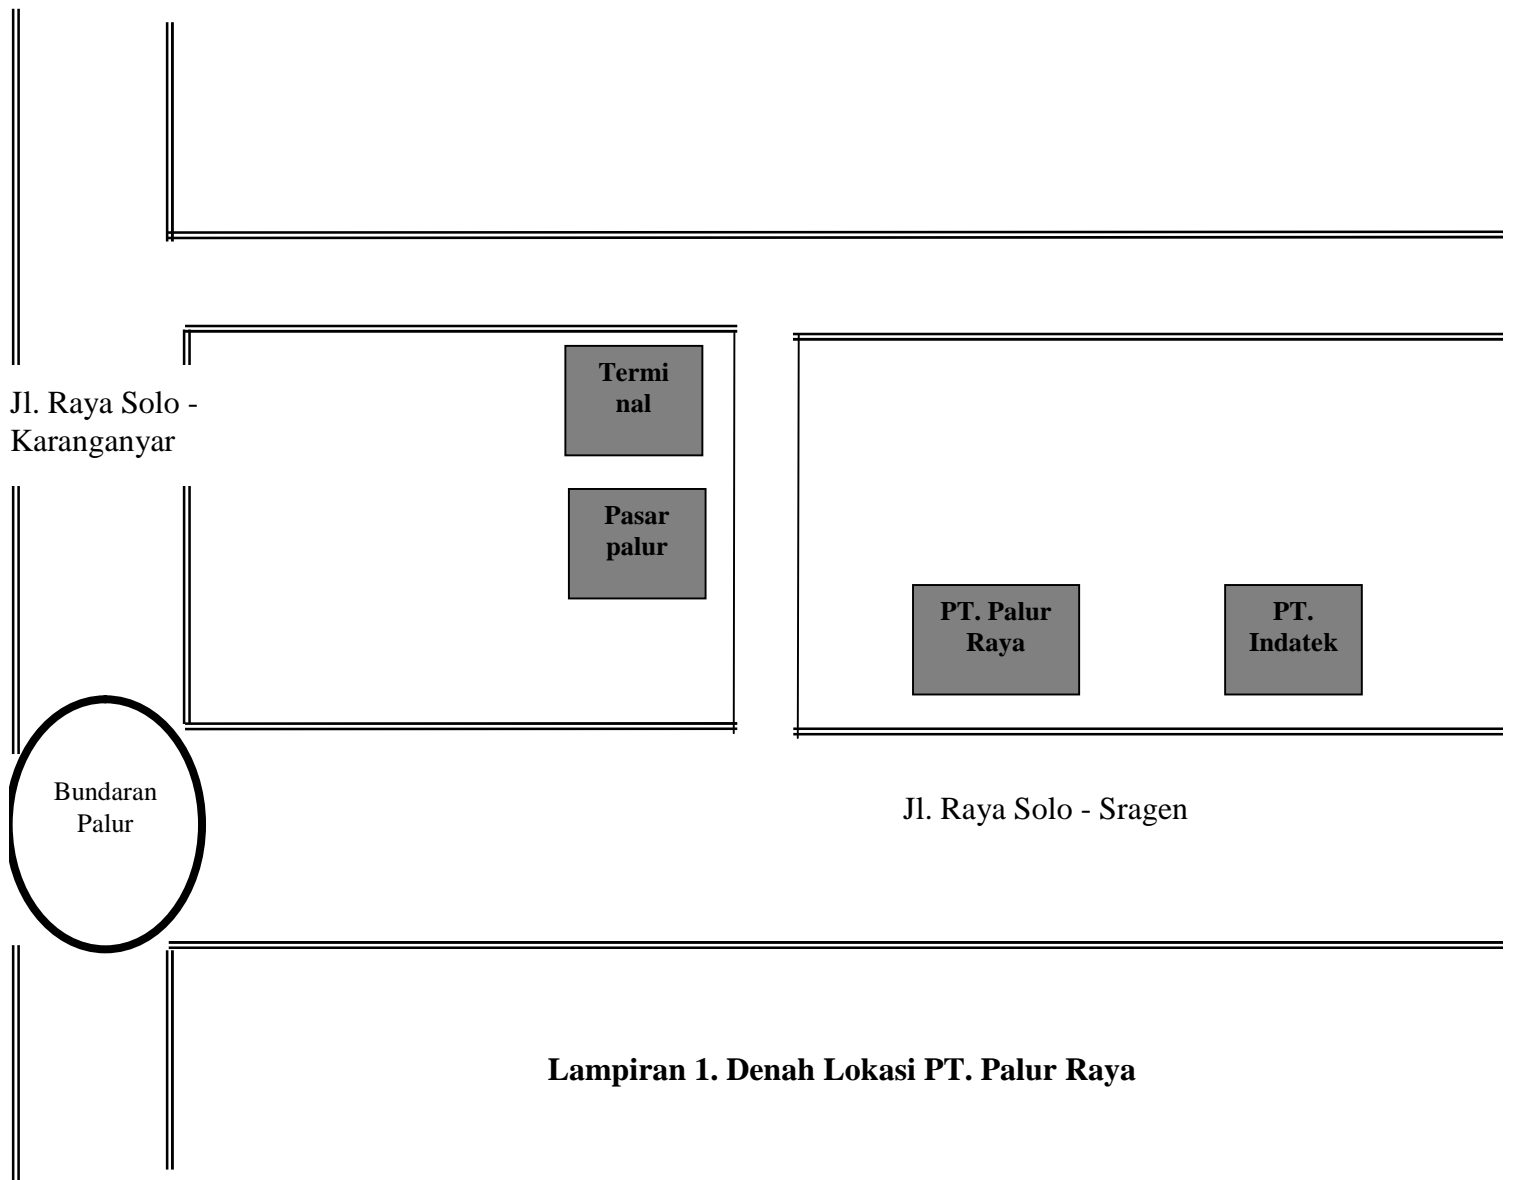 Termi
nal
Jl. Raya Solo -
Karanganyar
Pasar
palur
PT. Palur
Raya
PT.
Indatek
Bundaran
Palur
Jl. Raya Solo - Sragen
Lampiran 1. Denah Lokasi PT. Palur Raya